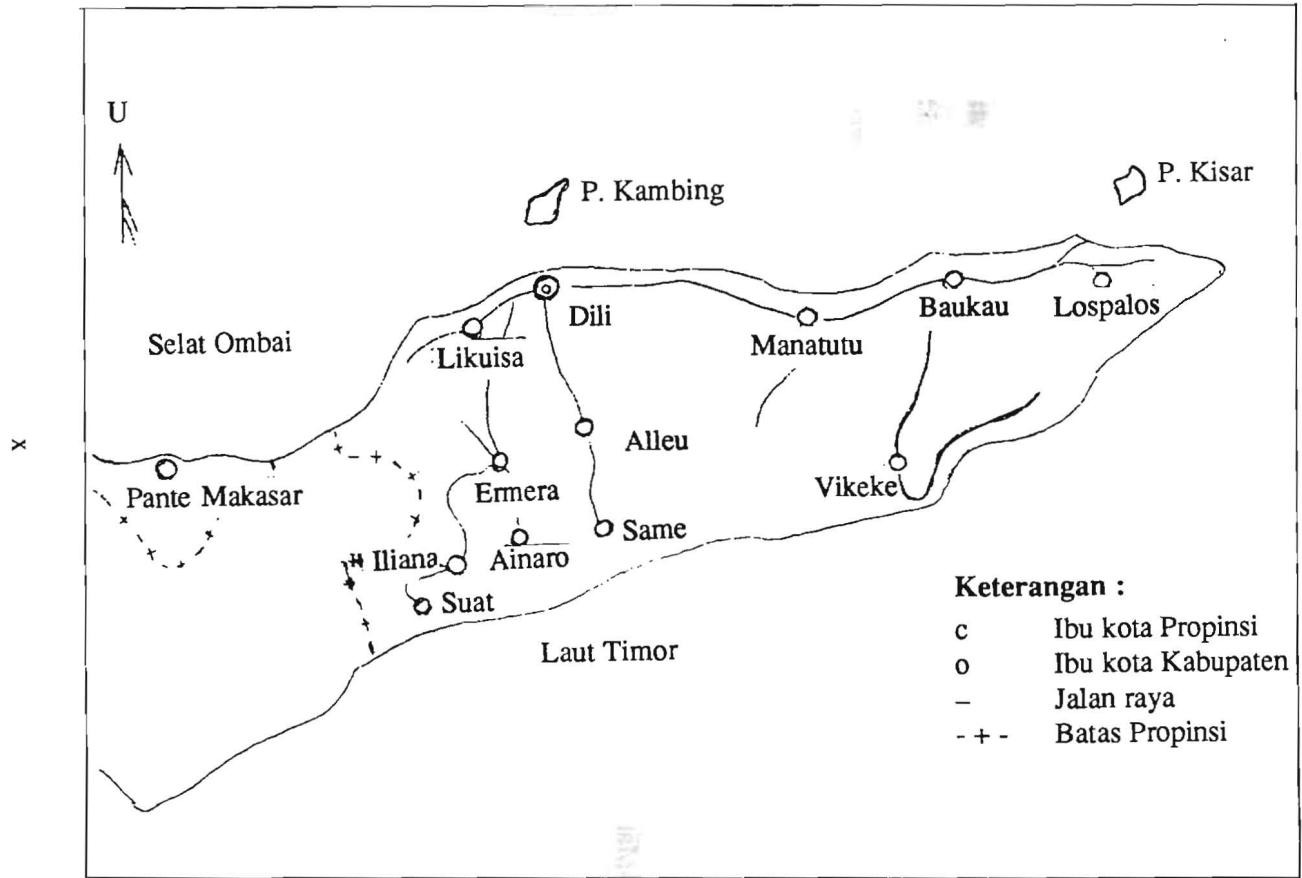 U
P. Kambing
P. Kisar
Dili
Baukau
Lospalos
Selat Ombai
Likuisa
Manatutu
x
Alleu
Pante Makasar
Ermera
Vikeke
Same
Iliana
Ainaro
Suat
Laut Timor
Keterangan :
c Ibu kota Propinsi
o Ibu kota Kabupaten
– Jalan raya
- + - Batas Propinsi